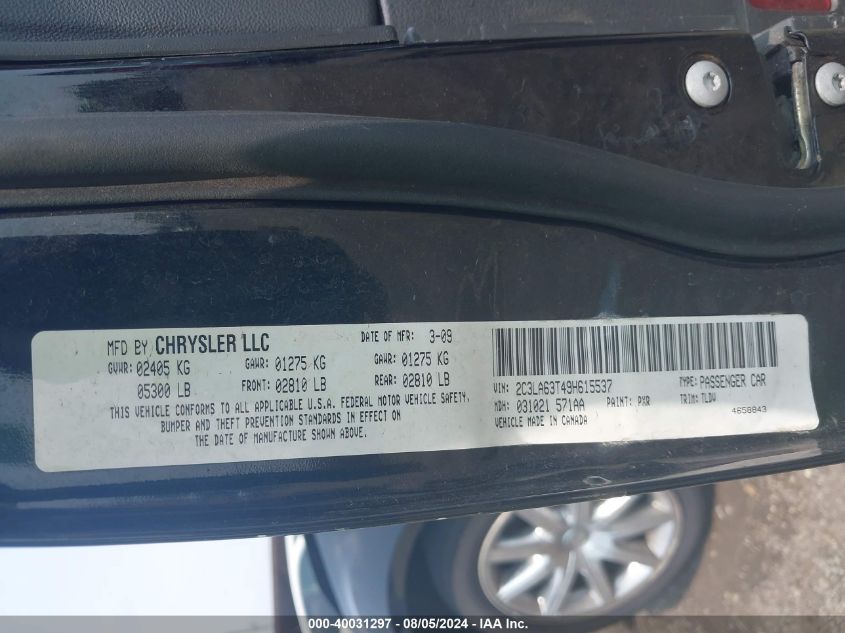 MFD BY CHRYSLER LLC DATE OF MFR: 3-09
GVWR: 02405 KG GAWR: 01275 KG GAWR: 01275 KG
05300 LB FRONT: 02810 LB REAR: 02810 LB
THIS VEHICLE CONFORMS TO ALL APPLICABLE U.S.A. FEDERAL MOTOR VEHICLE SAFETY,
BUMPER AND THEFT PREVENTION STANDARDS IN EFFECT ON
THE DATE OF MANUFACTURE SHOWN ABOVE.
VIN: 2C3LA63T49H615537 TYPE: PASSENGER CAR
MDH: 031021 571AA PAINT: PXR TRIM: TLDV
VEHICLE MADE IN CANADA 4658843
000-40031297 - 08/05/2024 - IAA Inc.